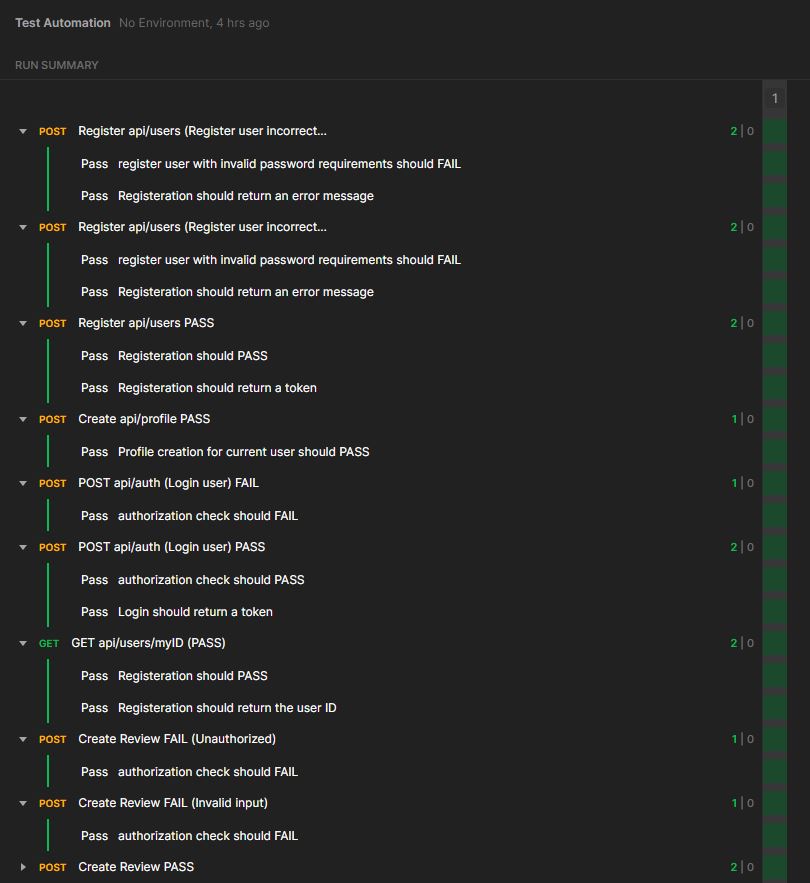 Test Automation No Environment, 4 hrs ago
RUN SUMMARY
1
POST Register api/users (Register user incorrect... 2 | 0
Pass register user with invalid password requirements should FAIL
Pass Registeration should return an error message
POST Register api/users (Register user incorrect... 2 | 0
Pass register user with invalid password requirements should FAIL
Pass Registeration should return an error message
POST Register api/users PASS 2 | 0
Pass Registeration should PASS
Pass Registeration should return a token
POST Create api/profile PASS 1 | 0
Pass Profile creation for current user should PASS
POST POST api/auth (Login user) FAIL 1 | 0
Pass authorization check should FAIL
POST POST api/auth (Login user) PASS 2 | 0
Pass authorization check should PASS
Pass Login should return a token
GET GET api/users/myID (PASS) 2 | 0
Pass Registeration should PASS
Pass Registeration should return the user ID
POST Create Review FAIL (Unauthorized) 1 | 0
Pass authorization check should FAIL
POST Create Review FAIL (Invalid input) 1 | 0
Pass authorization check should FAIL
POST Create Review PASS 2 | 0